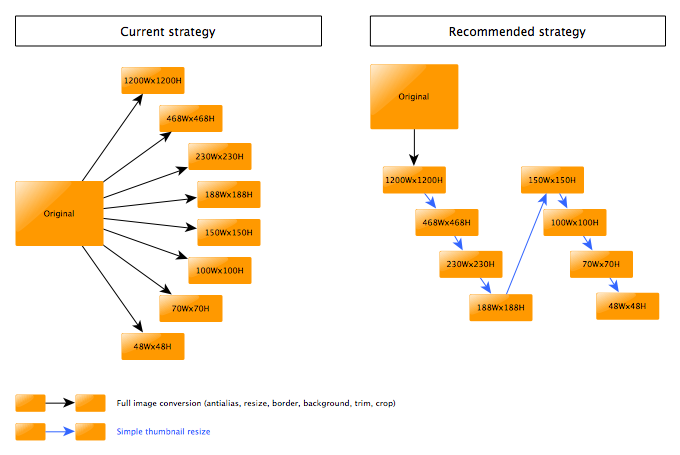 Current strategy
Recommended strategy
1200Wx1200H
468Wx468H
230Wx230H
188Wx188H
150Wx150H
100Wx100H
70Wx70H
48Wx48H
Original
Original
1200Wx1200H
468Wx468H
230Wx230H
188Wx188H
150Wx150H
100Wx100H
70Wx70H
48Wx48H
Full image conversion (antialias, resize, border, background, trim, crop)
Simple thumbnail resize